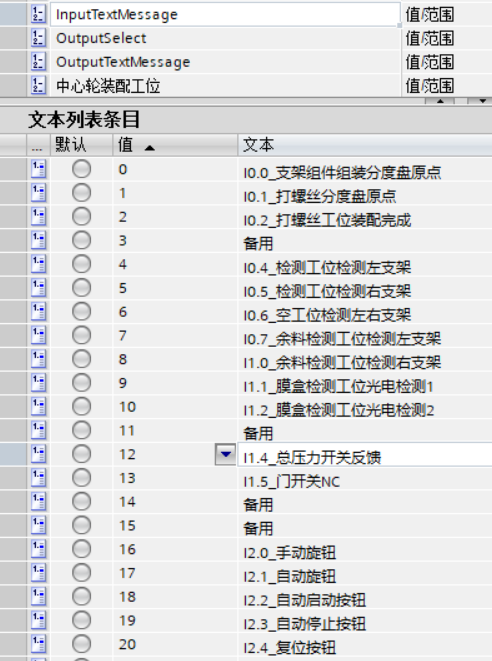 InputTextMessage 值/范围
OutputSelect 值/范围
OutputTextMessage 值/范围
中心轮装配工位 值/范围
文本列表条目
... 默认 值 文本
0 I0.0_支架组件组装分度盘原点
1 I0.1_打螺丝分度盘原点
2 I0.2_打螺丝工位装配完成
3 备用
4 I0.4_检测工位检测左支架
5 I0.5_检测工位检测右支架
6 I0.6_空工位检测左右支架
7 I0.7_余料检测工位检测左支架
8 I1.0_余料检测工位检测右支架
9 I1.1_膜盒检测工位光电检测1
10 I1.2_膜盒检测工位光电检测2
11 备用
12 I1.4_总压力开关反馈
13 I1.5_门开关NC
14 备用
15 备用
16 I2.0_手动旋钮
17 I2.1_自动旋钮
18 I2.2_自动启动按钮
19 I2.3_自动停止按钮
20 I2.4_复位按钮